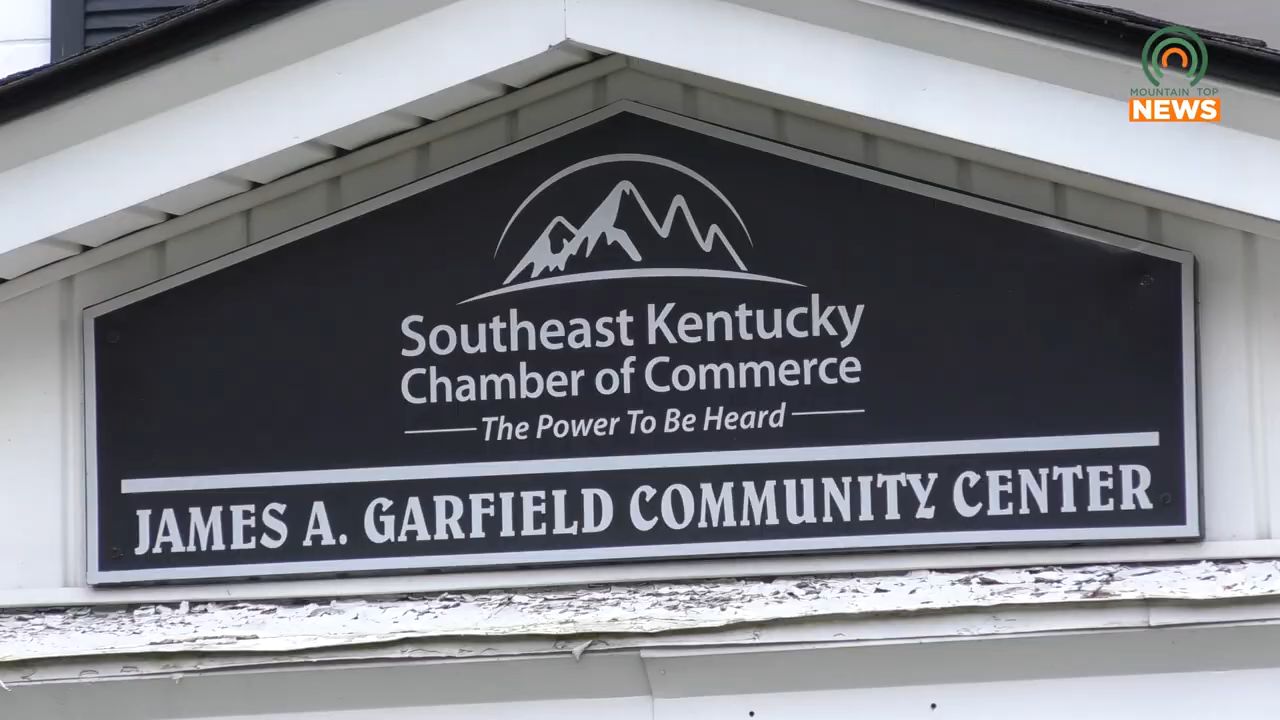 MOUNTAIN TOP
NEWS
Southeast Kentucky
Chamber of Commerce
The Power To Be Heard
JAMES A. GARFIELD COMMUNITY CENTER